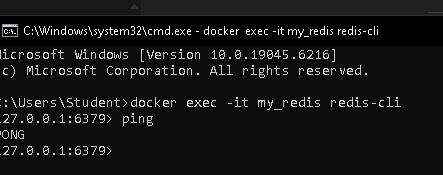 C:\Windows\system32\cmd.exe - docker exec -it my_redis redis-cli
Microsoft Windows [Version 10.0.19045.6216]
(c) Microsoft Corporation. All rights reserved.
C:\Users\Student>docker exec -it my_redis redis-cli
127.0.0.1:6379> ping
PONG
127.0.0.1:6379>